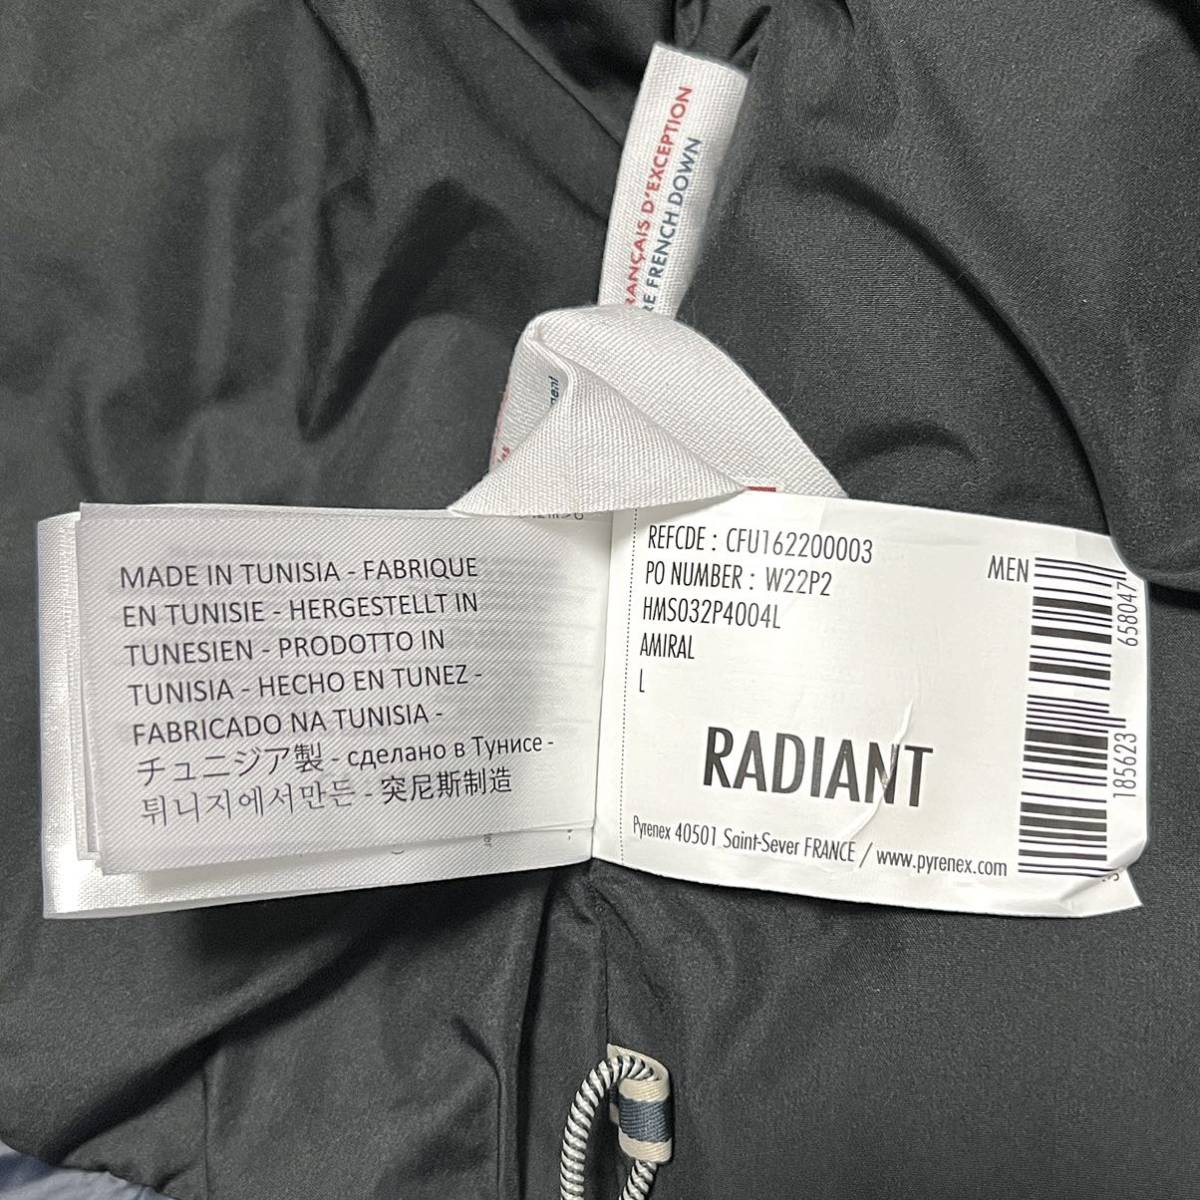 RANÇAIS D'EXCEPTION
RE FRENCH DOWN
MADE IN TUNISIA - FABRIQUE
EN TUNISIE - HERGESTELLT IN
TUNESIEN - PRODOTTO IN
TUNISIA - HECHO EN TUNEZ -
FABRICADO NA TUNISIA -
チュニジア製 - сделано в Тунисе -
튀니지에서만든 - 突尼斯制造
REFCDE : CFU162200003
PO NUMBER : W22P2
HMS032P4004L
AMIRAL
L
MEN
RADIANT
Pyrenex 40501 Saint-Sever FRANCE / www.pyrenex.com
185623 658047